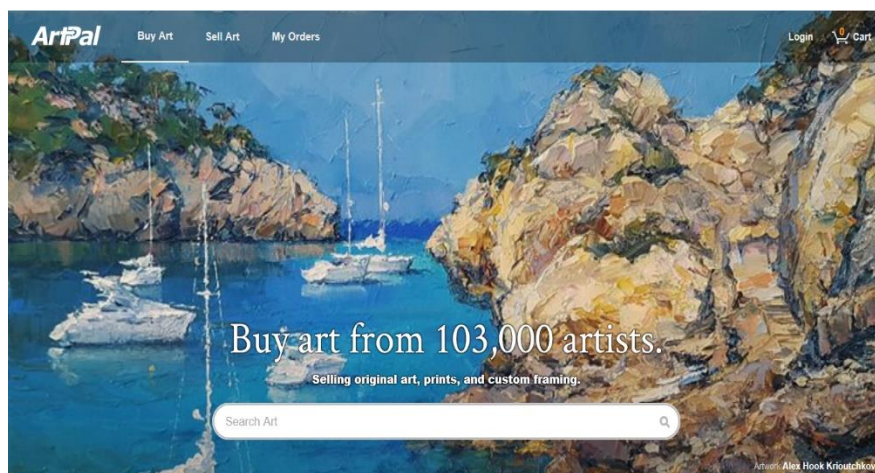 ArtPal
Buy Art
Sell Art
My Orders
Login
0
Cart
Buy art from 103,000 artists.
Selling original art, prints, and custom framing.
Search Art
Artwork Alex Hook Krioutchkov